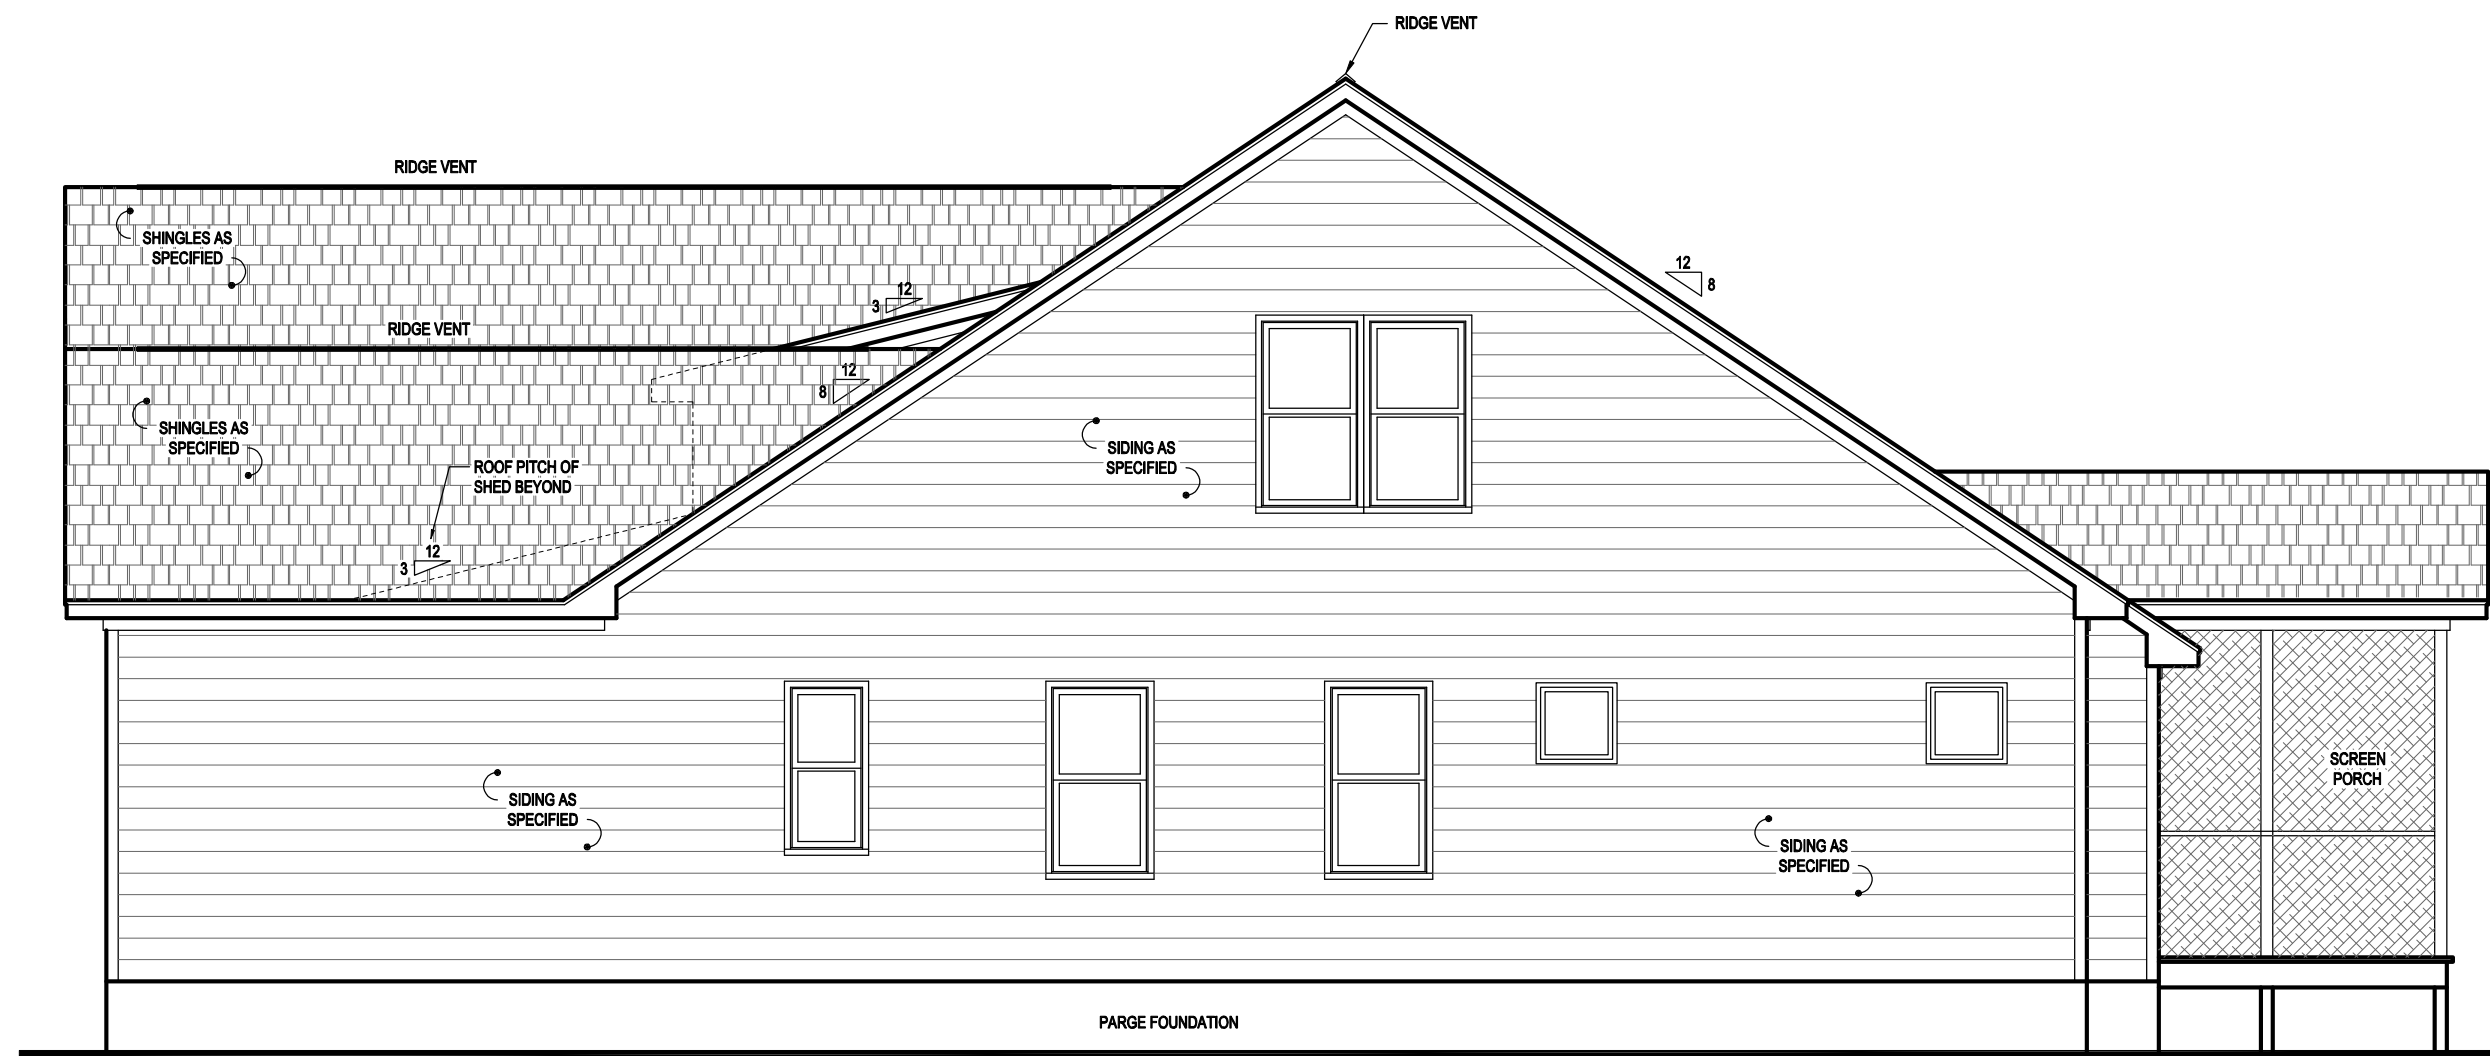 RIDGE VENT
RIDGE VENT
SHINGLES AS
SPECIFIED
12
8
12
3
RIDGE VENT
12
8
SHINGLES AS
SPECIFIED
SIDING AS
SPECIFIED
ROOF PITCH OF
SHED BEYOND
12
3
SCREEN
PORCH
SIDING AS
SPECIFIED
SIDING AS
SPECIFIED
PARGE FOUNDATION